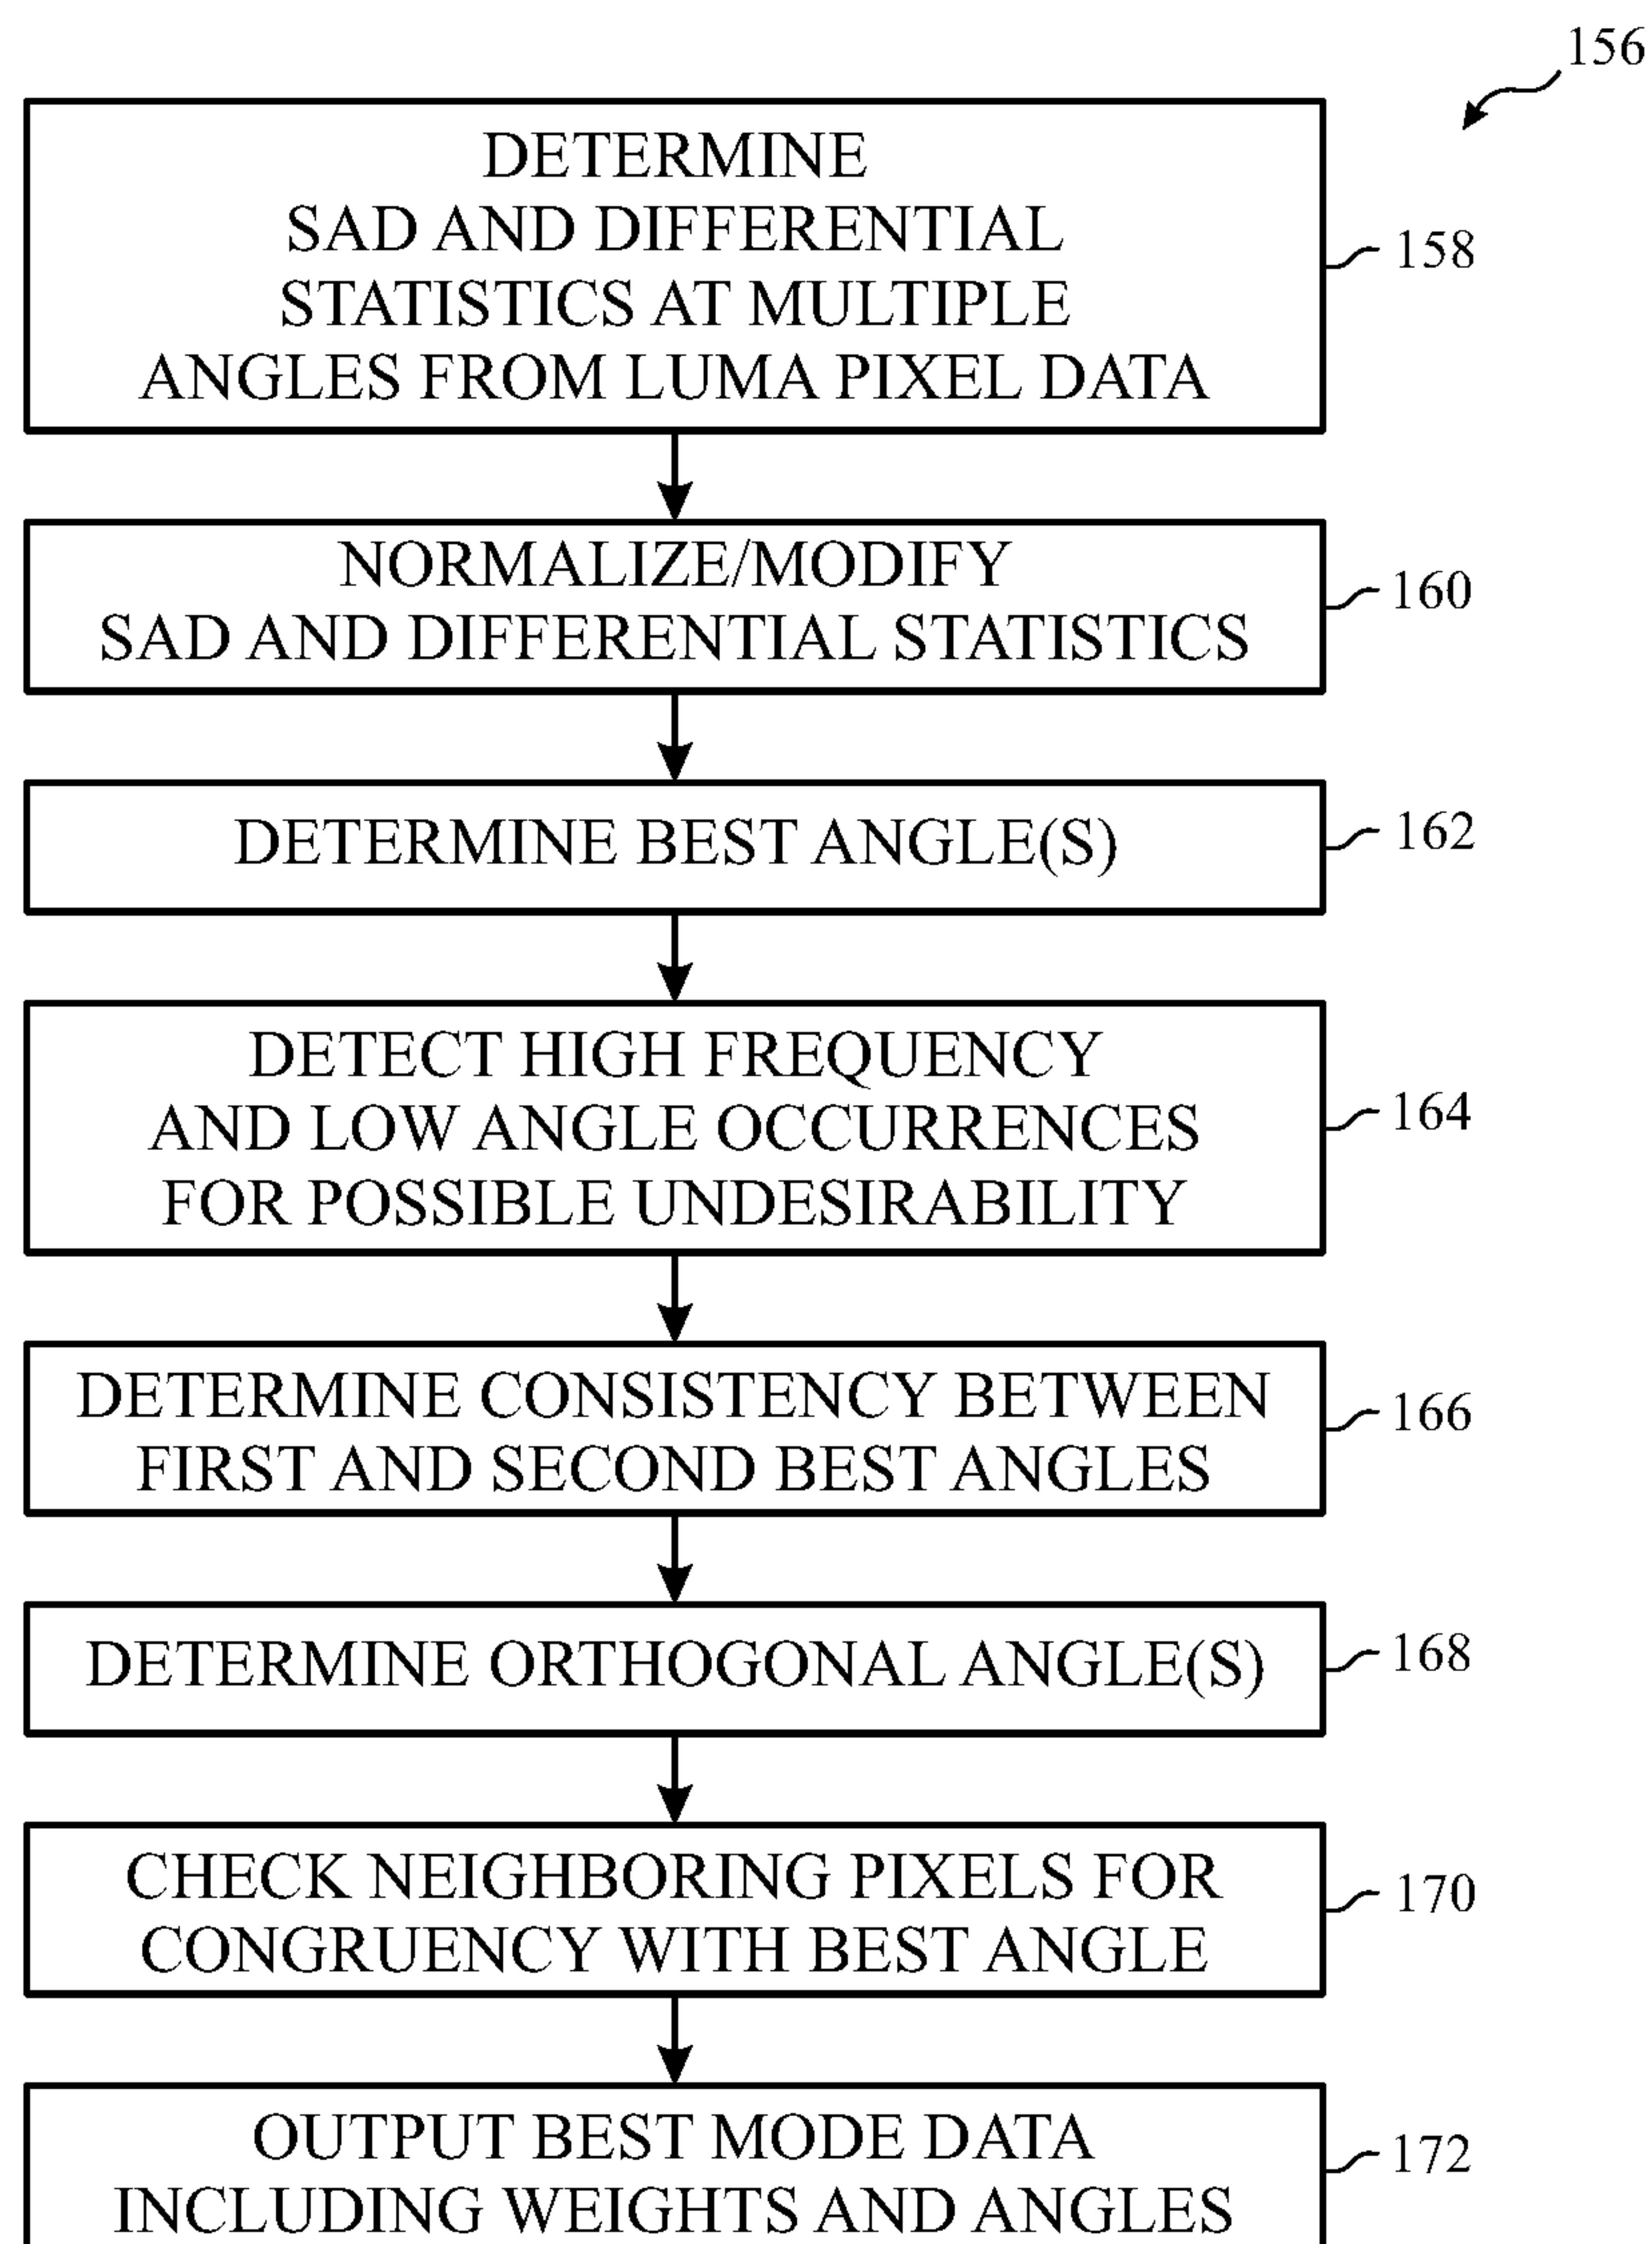 156
DETERMINE
SAD AND DIFFERENTIAL
STATISTICS AT MULTIPLE
ANGLES FROM LUMA PIXEL DATA
158
NORMALIZE/MODIFY
SAD AND DIFFERENTIAL STATISTICS
160
DETERMINE BEST ANGLE(S)
162
DETECT HIGH FREQUENCY
AND LOW ANGLE OCCURRENCES
FOR POSSIBLE UNDESIRABILITY
164
DETERMINE CONSISTENCY BETWEEN
FIRST AND SECOND BEST ANGLES
166
DETERMINE ORTHOGONAL ANGLE(S)
168
CHECK NEIGHBORING PIXELS FOR
CONGRUENCY WITH BEST ANGLE
170
OUTPUT BEST MODE DATA
INCLUDING WEIGHTS AND ANGLES
172